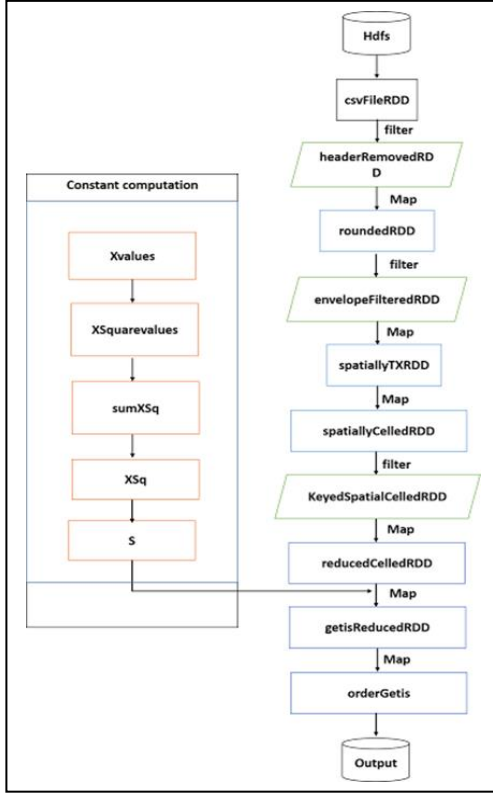 Hdfs
csvFileRDD
filter
headerRemovedRD
D
Map
roundedRDD
filter
envelopeFilteredRDD
Map
spatiallyTXRDD
Map
spatiallyCelledRDD
filter
KeyedSpatialCelledRDD
Map
reducedCelledRDD
Map
getisReducedRDD
Map
orderGetis
Output
Constant computation
Xvalues
XSquarevalues
sumXSq
XSq
S